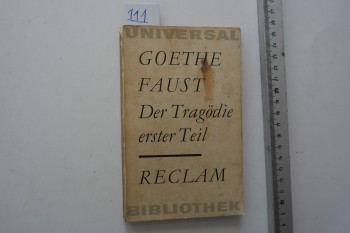 111
UNIVERSAL
GOETHE
FAUST
Der Tragödie
erster Teil
RECLAM
BIBLIOTHEK